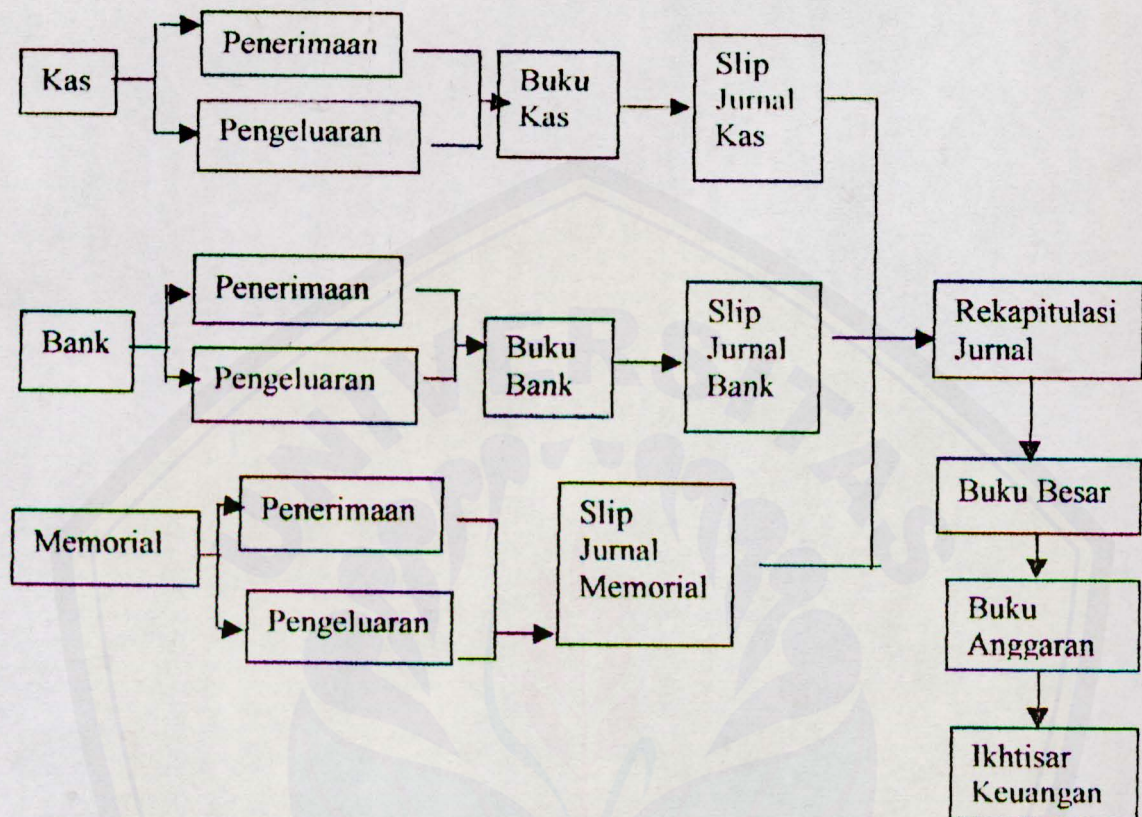 Kas
Penerimaan
Pengeluaran
Buku
Kas
Slip
Jurnal
Kas
Bank
Penerimaan
Pengeluaran
Buku
Bank
Slip
Jurnal
Bank
Memorial
Penerimaan
Pengeluaran
Slip
Jurnal
Memorial
Rekapitulasi
Jurnal
Buku Besar
Buku
Anggaran
Ikhtisar
Keuangan
UNIVERSITAS